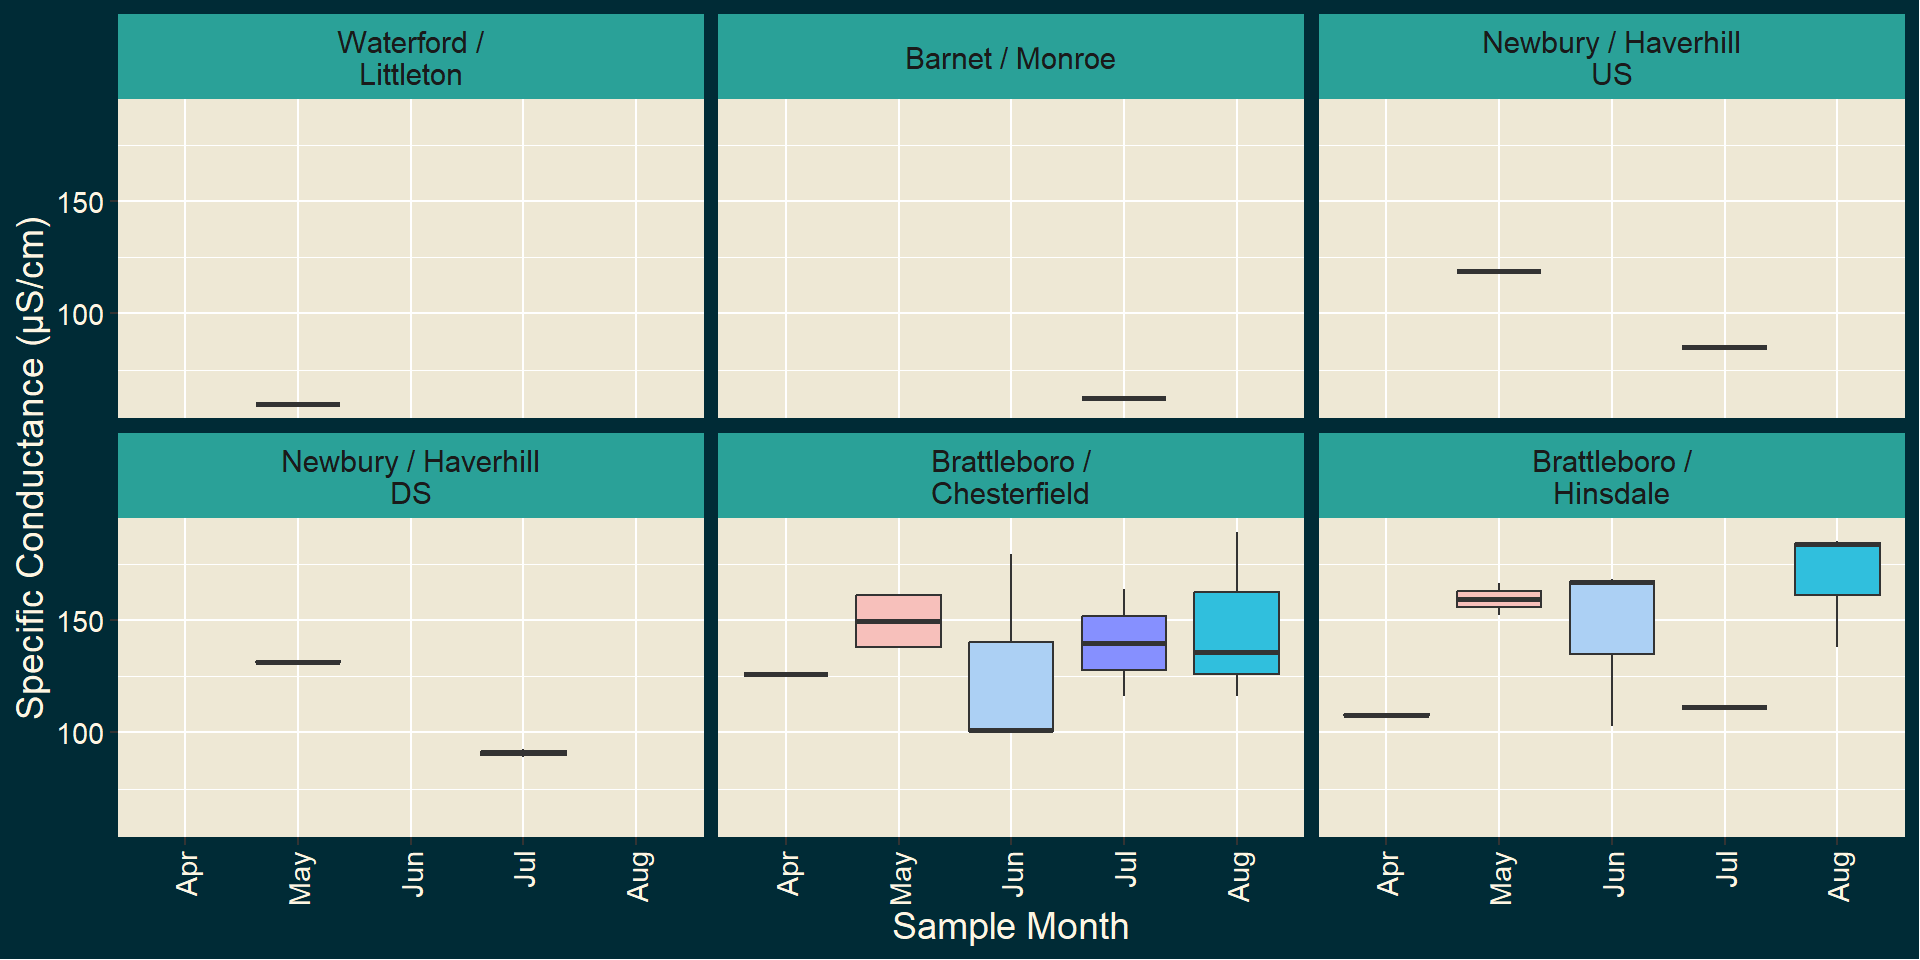 Waterford /
Littleton
Barnet / Monroe
Newbury / Haverhill
US
150
100
Newbury / Haverhill
DS
Brattleboro /
Chesterfield
Brattleboro /
Hinsdale
150
100
Specific Conductance (µS/cm)
Apr
May
Jun
Jul
Aug
Apr
May
Jun
Jul
Aug
Apr
May
Jun
Jul
Aug
Sample Month